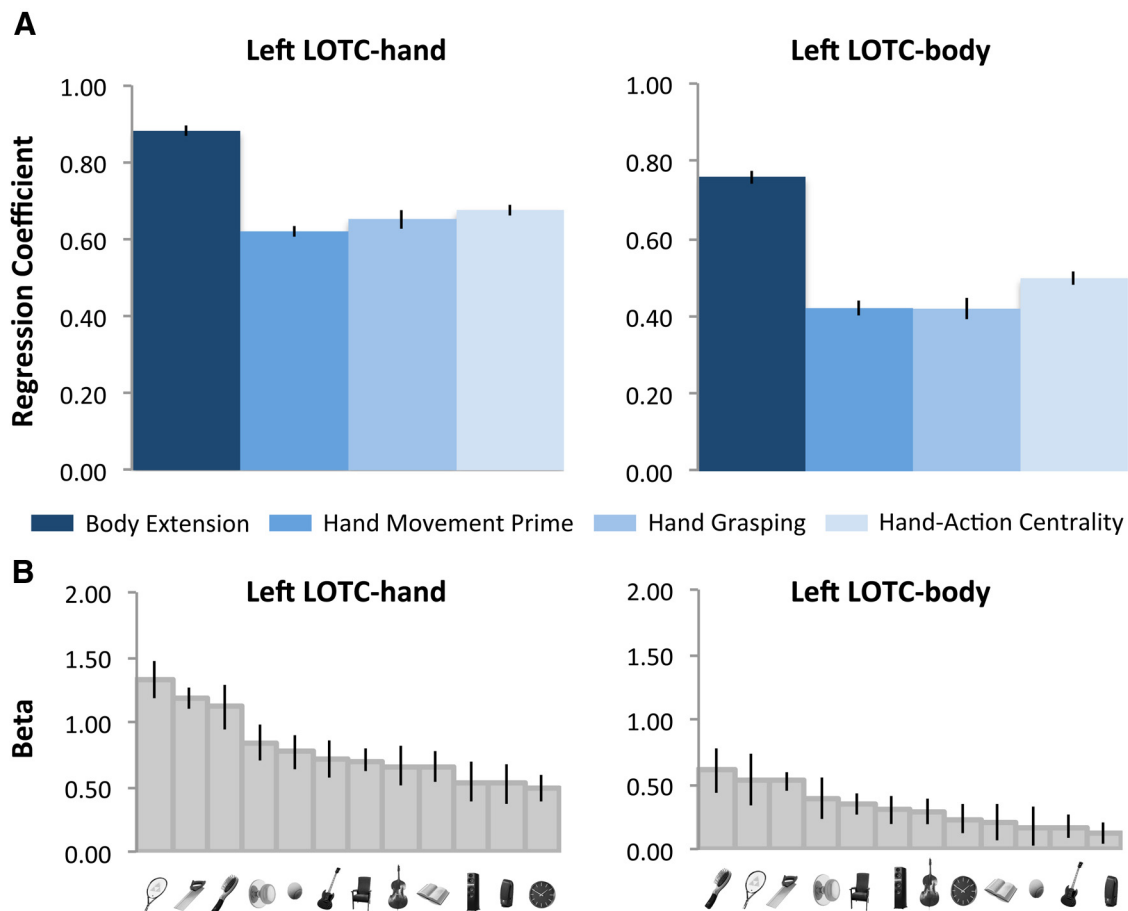 A
Left LOTC-hand
Left LOTC-body
Regression Coefficient
1.00
0.80
0.60
0.40
0.20
0.00
1.00
0.80
0.60
0.40
0.20
0.00
Body Extension
Hand Movement Prime
Hand Grasping
Hand-Action Centrality
B
Left LOTC-hand
Left LOTC-body
Beta
2.00
1.50
1.00
0.50
0.00
2.00
1.50
1.00
0.50
0.00